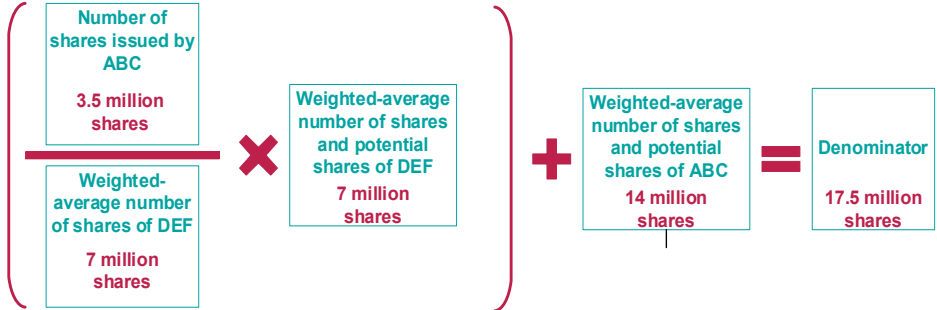 Number of
shares issued by
ABC
3.5 million
shares
Weighted-
average number
of shares of DEF
7 million
shares
Weighted-average
number of shares
and potential
shares of DEF
7 million
shares
Weighted-average
number of shares
and potential
shares of ABC
14 million
shares
Denominator
17.5 million
shares